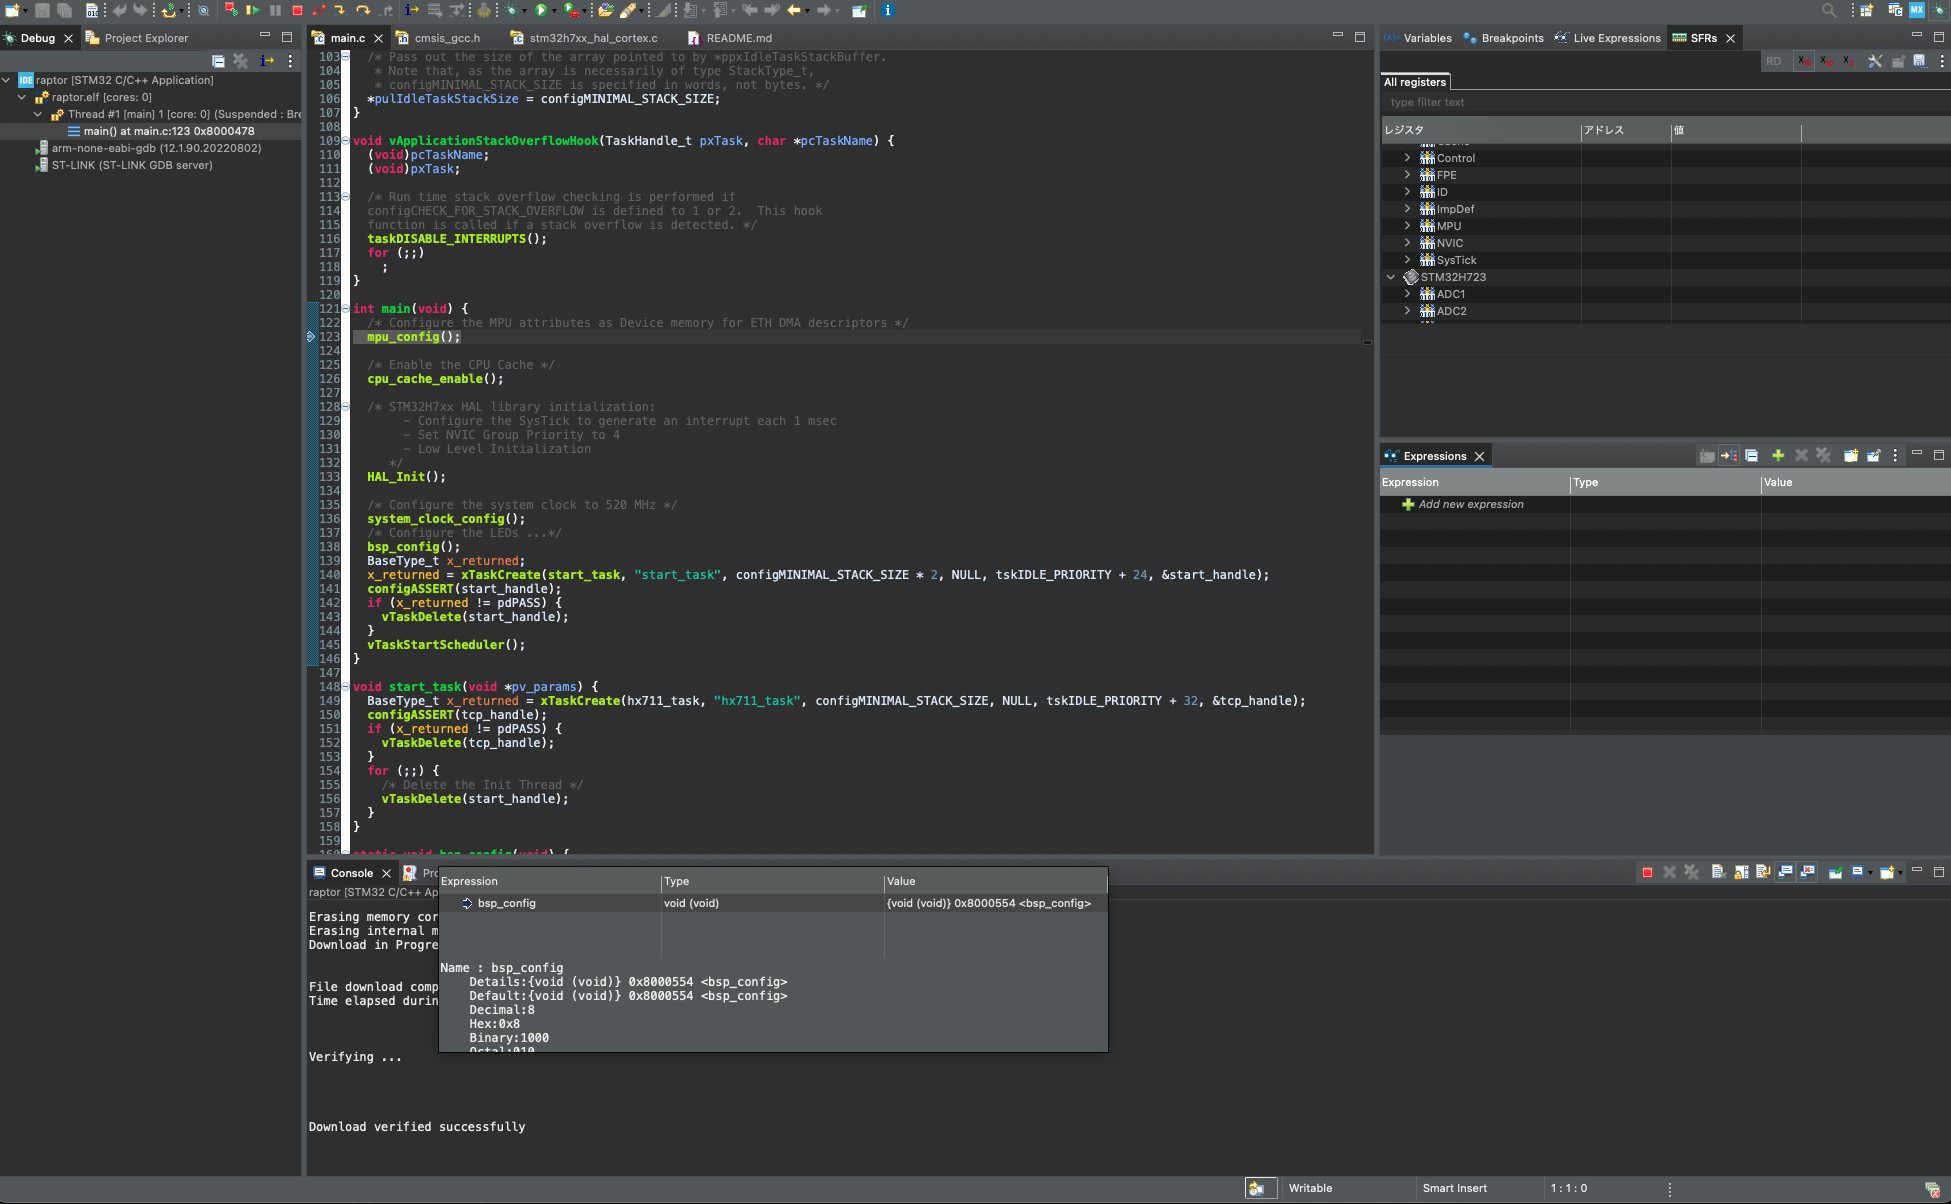 Debug
Project Explorer
raptor [STM32 C/C++ Application]
raptor.elf [cores: 0]
Thread #1 [main] 1 [core: 0] (Suspended : Bre
main() at main.c:123 0x8000478
arm-none-eabi-gdb (12.1.90.20220802)
ST-LINK (ST-LINK GDB server)
main.c
cmsis_gcc.h
stm32h7xx_hal_cortex.c
README.md
103 /* Pass out the size of the array pointed to by *ppxIdleTaskStackBuffer.
104 * Note that, as the array is necessarily of type StackType_t,
105 * configMINIMAL_STACK_SIZE is specified in words, not bytes. */
106 *pulIdleTaskStackSize = configMINIMAL_STACK_SIZE;
107 }
108
109 void vApplicationStackOverflowHook(TaskHandle_t pxTask, char *pcTaskName) {
110 (void)pcTaskName;
111 (void)pxTask;
112
113 /* Run time stack overflow checking is performed if
114 configCHECK_FOR_STACK_OVERFLOW is defined to 1 or 2.  This hook
115 function is called if a stack overflow is detected. */
116 taskDISABLE_INTERRUPTS();
117 for (;;)
118 ;
119 }
120
121 int main(void) {
122 /* Configure the MPU attributes as Device memory for ETH DMA descriptors */
123 mpu_config();
124
125 /* Enable the CPU Cache */
126 cpu_cache_enable();
127
128 /* STM32H7xx HAL library initialization:
129 - Configure the SysTick to generate an interrupt each 1 msec
130 - Set NVIC Group Priority to 4
131 - Low Level Initialization
132 */
133 HAL_Init();
134
135 /* Configure the system clock to 520 MHz */
136 system_clock_config();
137 /* Configure the LEDs ...*/
138 bsp_config();
139 BaseType_t x_returned;
140 x_returned = xTaskCreate(start_task, "start_task", configMINIMAL_STACK_SIZE * 2, NULL, tskIDLE_PRIORITY + 24, &start_handle);
141 configASSERT(start_handle);
142 if (x_returned != pdPASS) {
143 vTaskDelete(start_handle);
144 }
145 vTaskStartScheduler();
146 }
147
148 void start_task(void *pv_params) {
149 BaseType_t x_returned = xTaskCreate(hx711_task, "hx711_task", configMINIMAL_STACK_SIZE, NULL, tskIDLE_PRIORITY + 32, &tcp_handle);
150 configASSERT(tcp_handle);
151 if (x_returned != pdPASS) {
152 vTaskDelete(tcp_handle);
153 }
154 for (;;) {
155 /* Delete the Init Thread */
156 vTaskDelete(start_handle);
157 }
158 }
159
160 static void bsp_config(void) {
Variables
Breakpoints
Live Expressions
SFRs
RD
All registers
type filter text
レジスタ アドレス 値
Cache
Control
FPE
ID
ImpDef
MPU
NVIC
SysTick
STM32H723
ADC1
ADC2
Expressions
Expression Type Value
Add new expression
Console
Pro
raptor [STM32 C/C++ Ap
Erasing memory cor
Erasing internal m
Download in Progre
File download comp
Time elapsed durin
Verifying ...
Download verified successfully
Expression Type Value
bsp_config void (void) {void (void)} 0x8000554 <bsp_config>
Name : bsp_config
Details:{void (void)} 0x8000554 <bsp_config>
Default:{void (void)} 0x8000554 <bsp_config>
Decimal:8
Hex:0x8
Binary:1000
Octal:010
Writable
Smart Insert
1 : 1 : 0